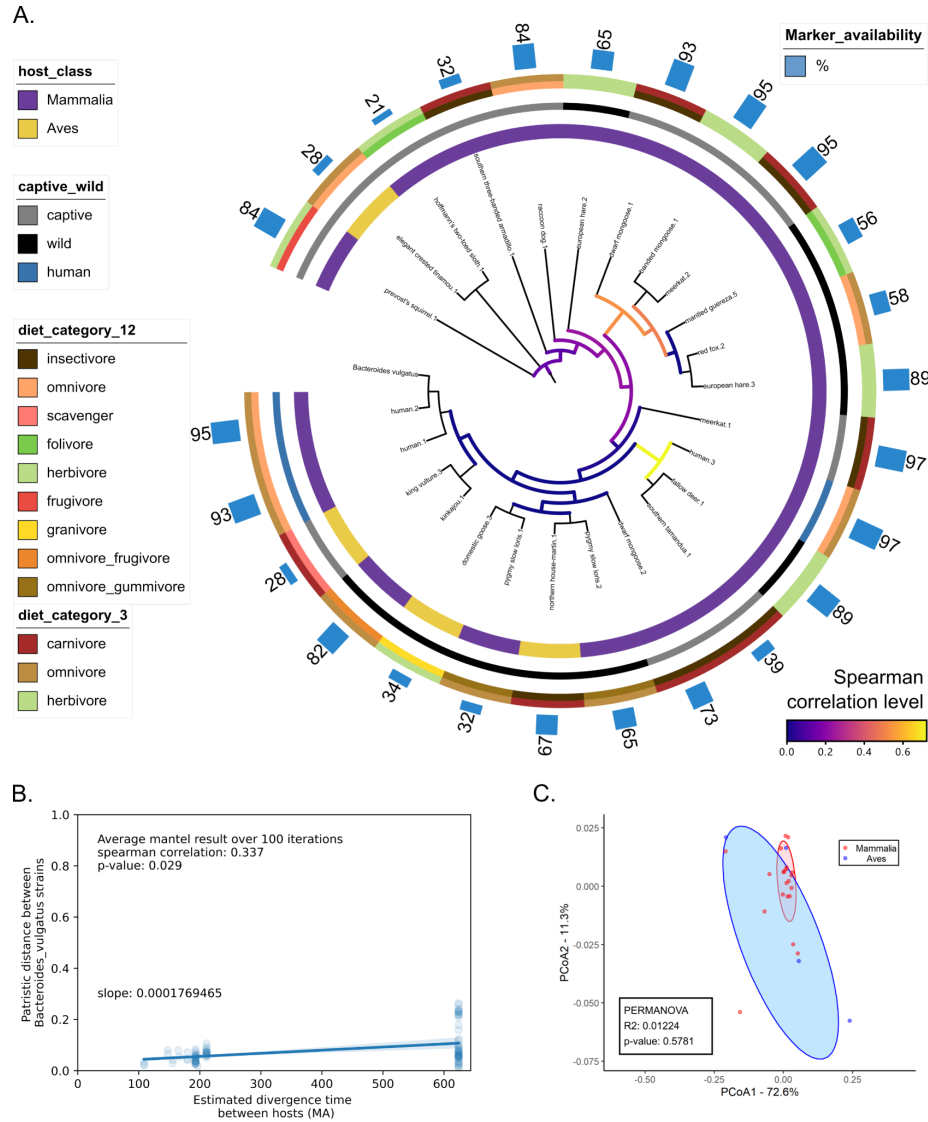 A.
host_class
Mammalia
Aves
captive_wild
captive
wild
human
diet_category_12
insectivore
omnivore
scavenger
folivore
herbivore
frugivore
granivore
omnivore_frugivore
omnivore_gummivore
diet_category_3
carnivore
omnivore
herbivore
Marker_availability
%
84
28
21
32
84
65
93
95
95
56
58
89
97
97
89
39
73
65
67
32
34
82
28
93
95
prevost's squirrel.1
elegant crested tinamou.1
hoffmann's two-toed sloth.1
southern three-banded armadillo.1
raccoon dog.1
european hare.2
dwarf mongoose.1
banded mongoose.1
meerkat.2
mantled guereza.5
red fox.2
european hare.3
meerkat.1
human.3
fallow deer.1
southern tamandua.1
dwarf mongoose.2
pygmy slow loris.2
northern house-martin.1
pygmy slow loris.1
domestic goose.3
kinkajou.1
king vulture.3
human.1
human.2
Bacteroides vulgatus
Spearman
correlation level
0.0 0.2 0.4 0.6
B.
1.0
0.8
0.6
0.4
0.2
0.0
Patristic distance between
Bacteroides_vulgatus strains
Average mantel result over 100 iterations
spearman correlation: 0.337
p-value: 0.029
slope: 0.0001769465
0 100 200 300 400 500 600
Estimated divergence time
between hosts (MA)
C.
0.025
0.000
-0.025
-0.050
-0.075
PCoA2 - 11.3%
Mammalia
Aves
PERMANOVA
R2: 0.01224
p-value: 0.5781
-0.50 -0.25 0.00 0.25
PCoA1 - 72.6%